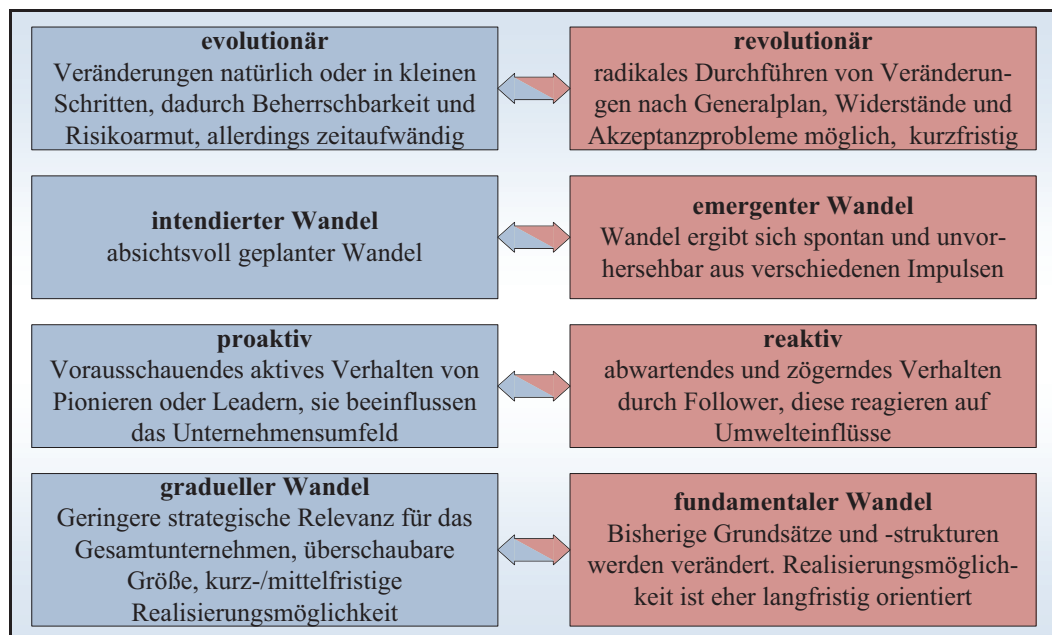 evolutionär
Veränderungen natürlich oder in kleinen
Schritten, dadurch Beherrschbarkeit und
Risikoarmut, allerdings zeitaufwändig
revolutionär
radikales Durchführen von Veränderun-
gen nach Generalplan, Widerstände und
Akzeptanzprobleme möglich, kurzfristig
intendierter Wandel
absichtsvoll geplanter Wandel
emergenter Wandel
Wandel ergibt sich spontan und unvor-
hersehbar aus verschiedenen Impulsen
proaktiv
Vorausschauendes aktives Verhalten von
Pionieren oder Leadern, sie beeinflussen
das Unternehmensumfeld
reaktiv
abwartendes und zögerndes Verhalten
durch Follower, diese reagieren auf
Umwelteinflüsse
gradueller Wandel
Geringere strategische Relevanz für das
Gesamtunternehmen, überschaubare
Größe, kurz-/mittelfristige
Realisierungsmöglichkeit
fundamentaler Wandel
Bisherige Grundsätze und -strukturen
werden verändert. Realisierungsmöglich-
keit ist eher langfristig orientiert